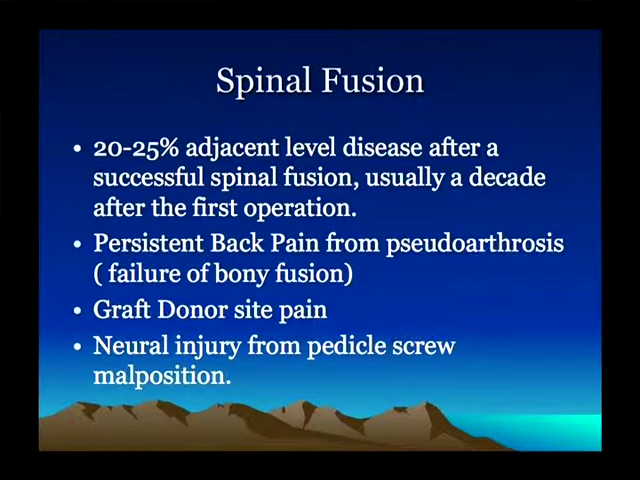 Spinal Fusion
• 20-25% adjacent level disease after a
successful spinal fusion, usually a decade
after the first operation.
• Persistent Back Pain from pseudoarthrosis
( failure of bony fusion)
• Graft Donor site pain
• Neural injury from pedicle screw
malposition.